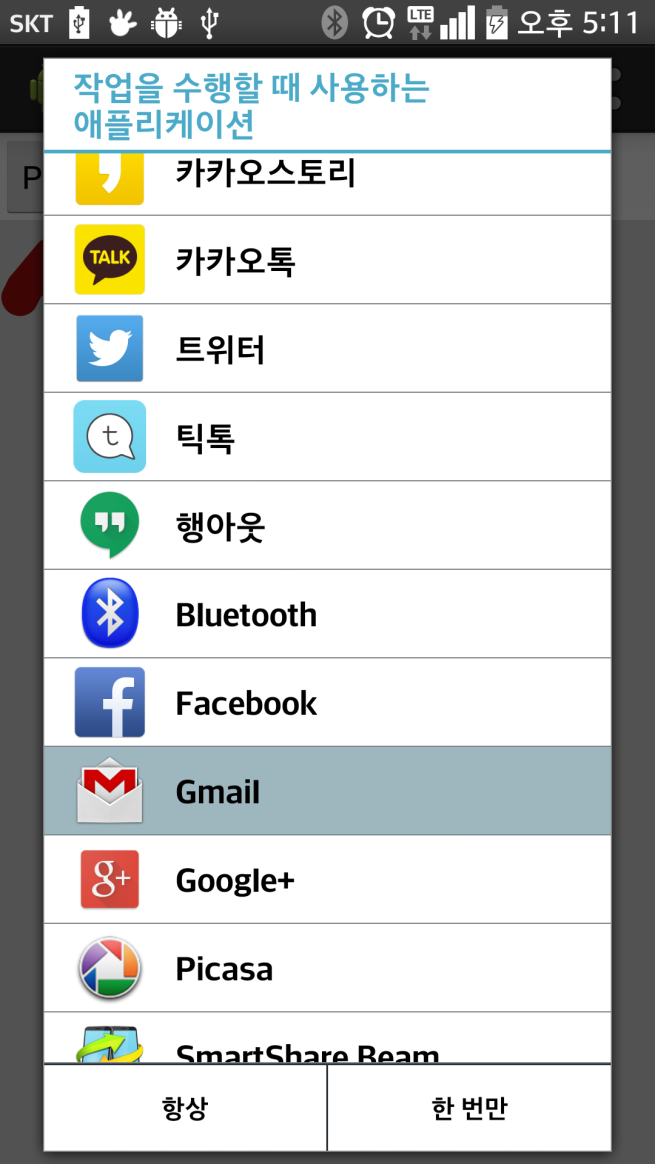 SKT
LTE
오후 5:11
작업을 수행할 때 사용하는
애플리케이션
P
카카오스토리
TALK
카카오톡
트위터
t
틱톡
행아웃
Bluetooth
f
Facebook
M
Gmail
g+
Google+
Picasa
SmartShare Beam
항상
한 번만